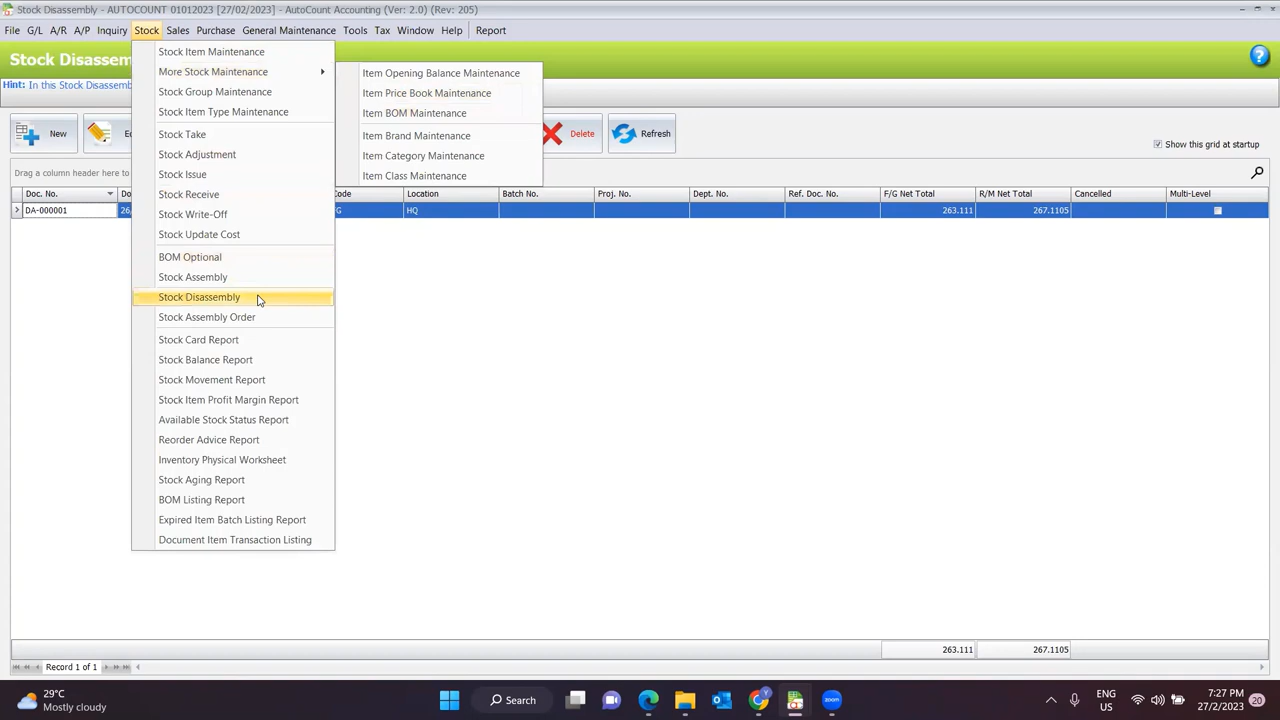 Stock Disassembly - AUTOCOUNT 01012023 [27/02/2023] - AutoCount Accounting (Ver: 2.0) (Rev: 205)
File G/L A/R A/P Inquiry Stock Sales Purchase General Maintenance Tools Tax Window Help Report
Stock Disassem
Hint: In this Stock Disassemb
New
Delete
Refresh
Show this grid at startup
Drag a column header here to
Doc. No. Location Batch No. Proj. No. Dept. No. Ref. Doc. No. F/G Net Total R/M Net Total Cancelled Multi-Level
DA-000001 HQ 263.111 267.1105
Stock Item Maintenance
More Stock Maintenance
Stock Group Maintenance
Stock Item Type Maintenance
Stock Take
Stock Adjustment
Stock Issue
Stock Receive
Stock Write-Off
Stock Update Cost
BOM Optional
Stock Assembly
Stock Disassembly
Stock Assembly Order
Stock Card Report
Stock Balance Report
Stock Movement Report
Stock Item Profit Margin Report
Available Stock Status Report
Reorder Advice Report
Inventory Physical Worksheet
Stock Aging Report
BOM Listing Report
Expired Item Batch Listing Report
Document Item Transaction Listing
Item Opening Balance Maintenance
Item Price Book Maintenance
Item BOM Maintenance
Item Brand Maintenance
Item Category Maintenance
Item Class Maintenance
263.111 267.1105
Record 1 of 1
29°C
Mostly cloudy
Search
ENG
US
7:27 PM
27/2/2023
20